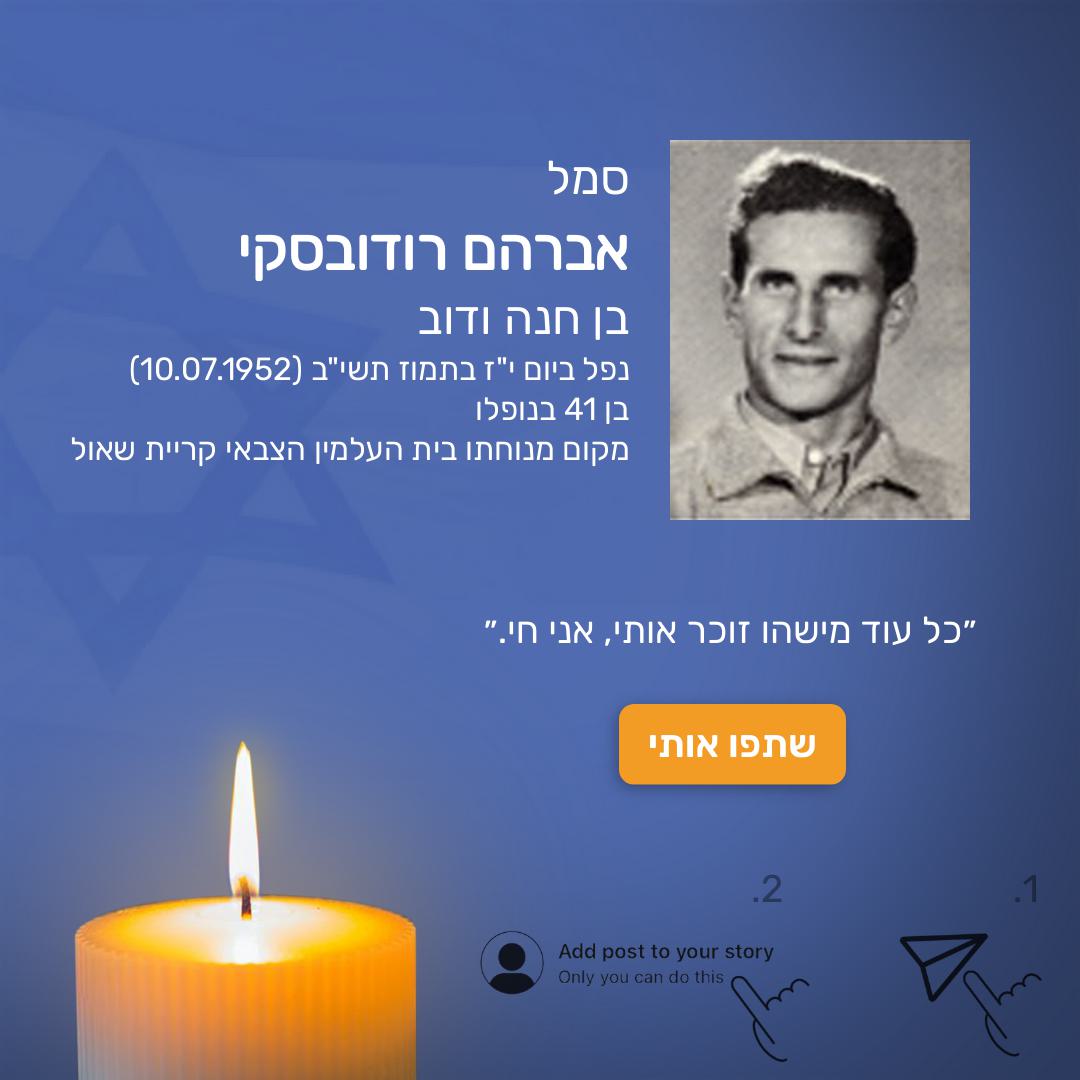 סמל
אברהם רודובסקי
בן חנה ודוב
נפל ביום י"ז בתמוז תשי"ב (10.07.1952)
בן 41 בנופלו
מקום מנוחתו בית העלמין הצבאי קריית שאול
״כל עוד מישהו זוכר אותי, אני חי.״
שתפו אותי
1.
2.
Add post to your story
Only you can do this